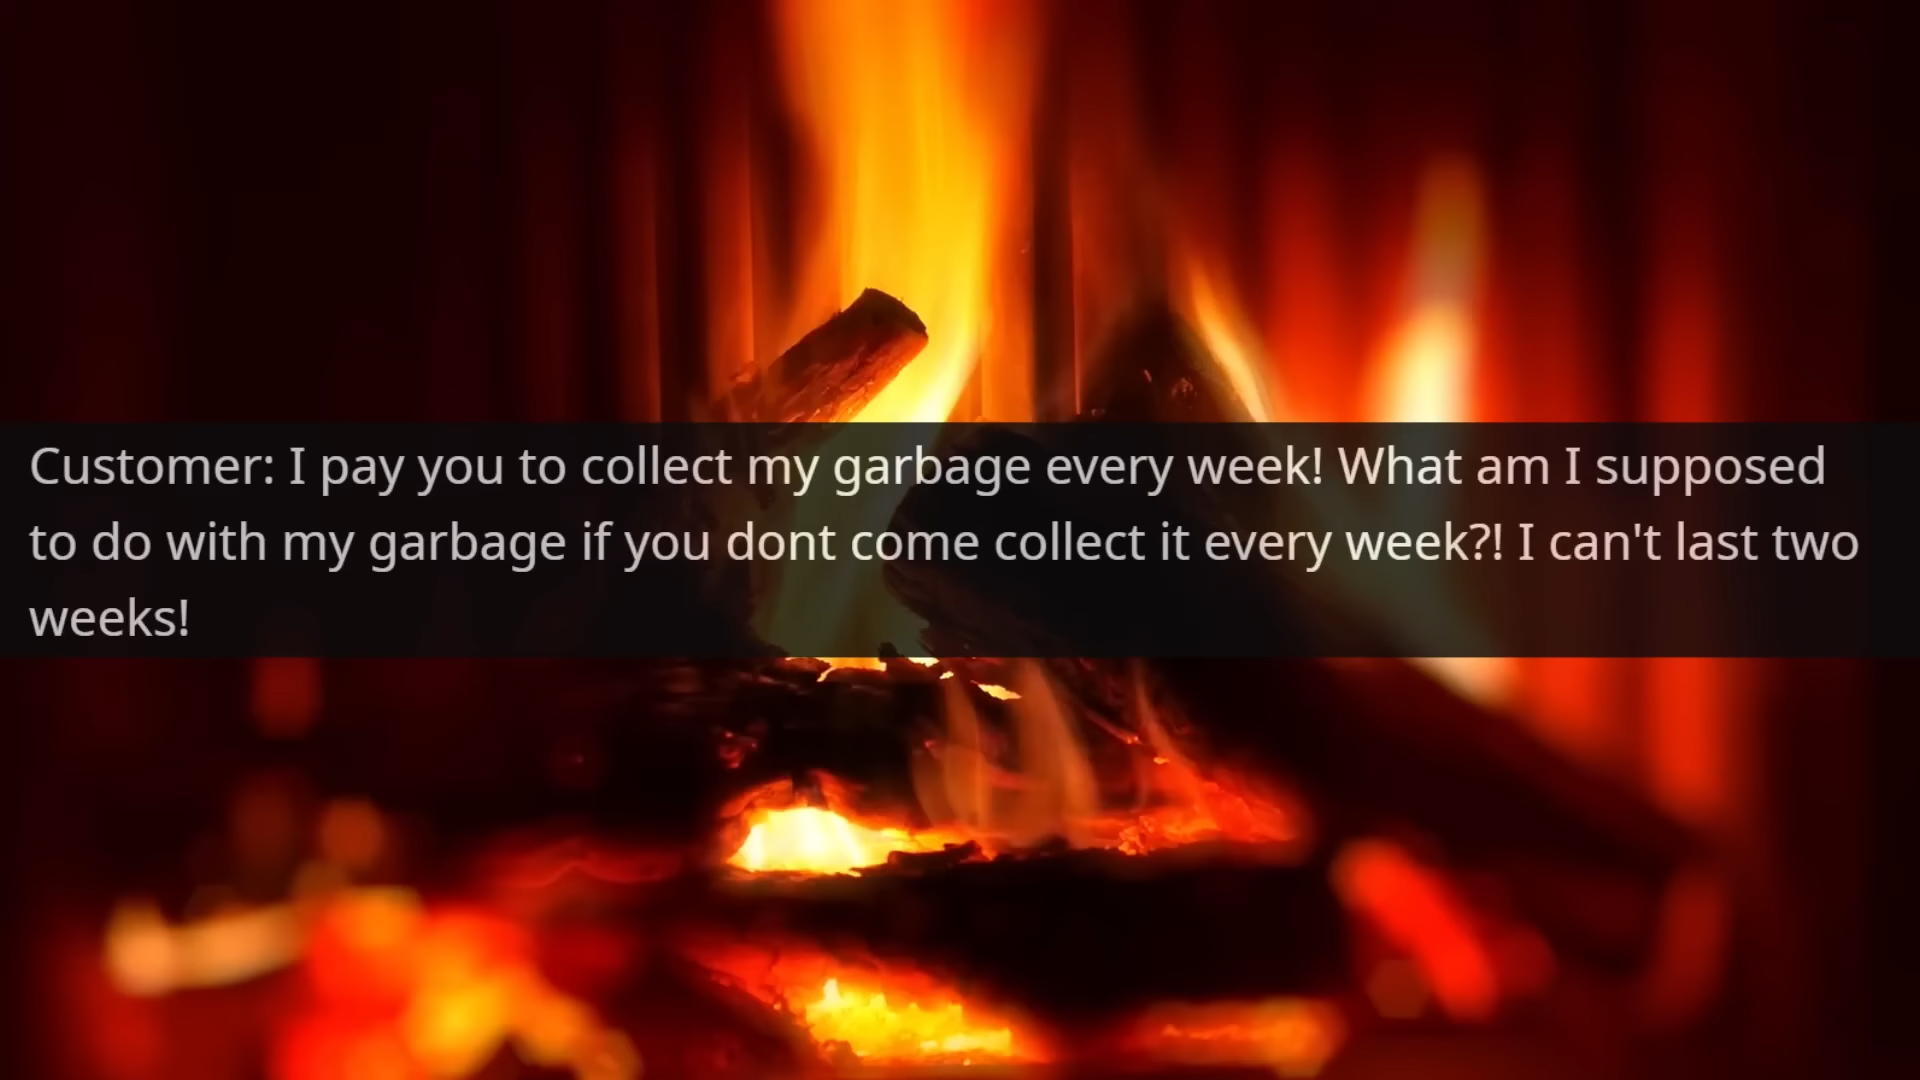 Customer: I pay you to collect my garbage every week! What am I supposed
to do with my garbage if you dont come collect it every week?! I can't last two
weeks!